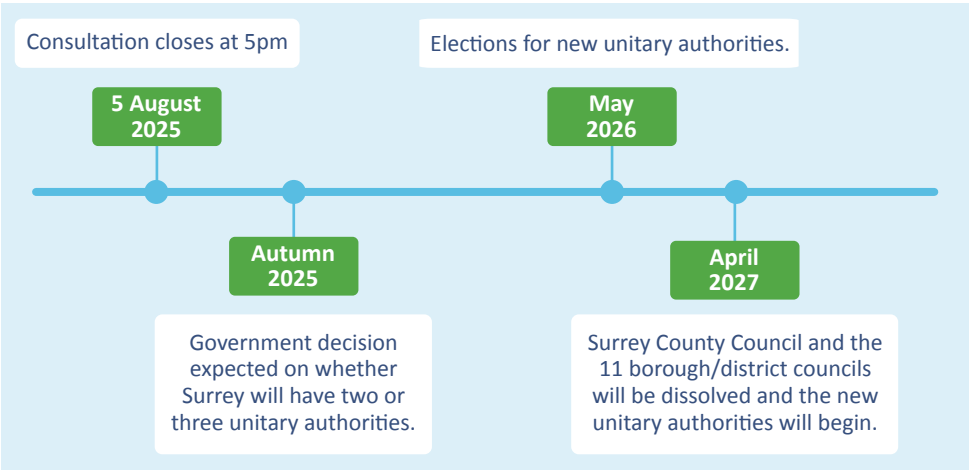 Consultation closes at 5pm
5 August
2025
Autumn
2025
Government decision
expected on whether
Surrey will have two or
three unitary authorities.
Elections for new unitary authorities.
May
2026
April
2027
Surrey County Council and the
11 borough/district councils
will be dissolved and the new
unitary authorities will begin.